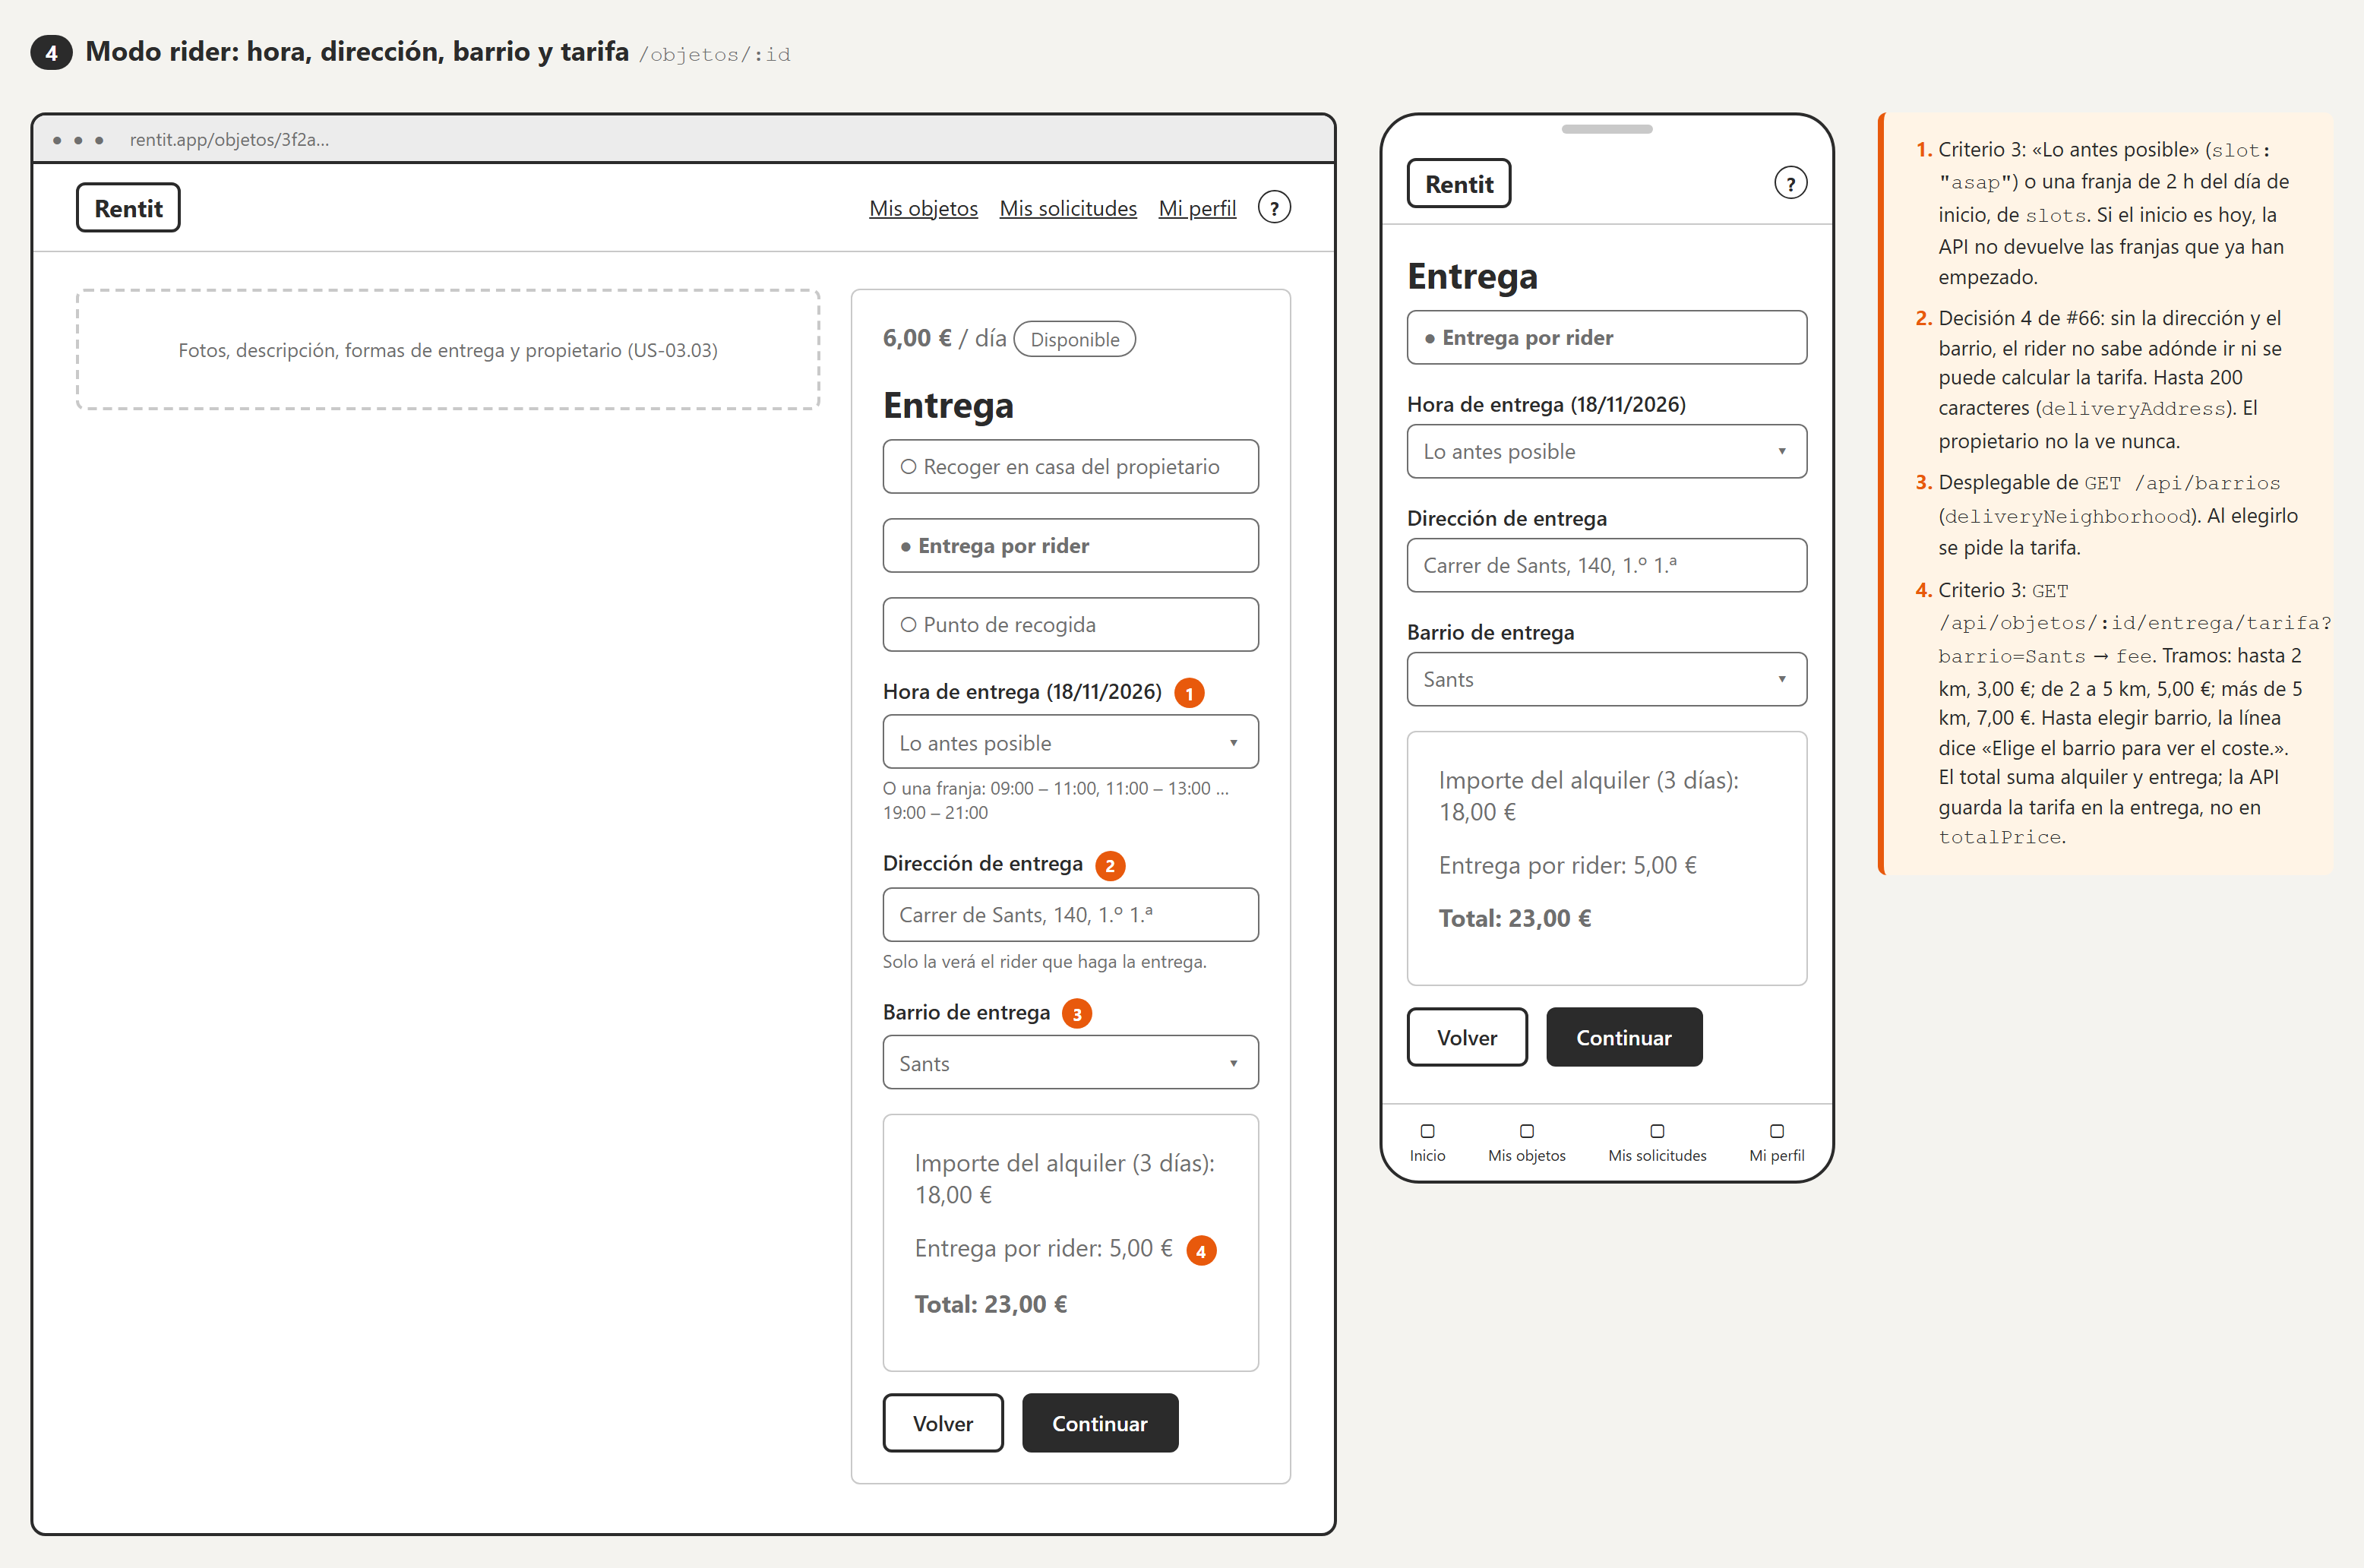 4 Modo rider: hora, dirección, barrio y tarifa /objetos/:id
rentit.app/objetos/3f2a...
Rentit
Mis objetos Mis solicitudes Mi perfil ?
Fotos, descripción, formas de entrega y propietario (US-03.03)
6,00 € / día Disponible
Entrega
Recoger en casa del propietario
Entrega por rider
Punto de recogida
Hora de entrega (18/11/2026) 1
Lo antes posible
O una franja: 09:00 – 11:00, 11:00 – 13:00 ...
19:00 – 21:00
Dirección de entrega 2
Carrer de Sants, 140, 1.º 1.ª
Solo la verá el rider que haga la entrega.
Barrio de entrega 3
Sants
Importe del alquiler (3 días):
18,00 €
Entrega por rider: 5,00 € 4
Total: 23,00 €
Volver Continuar
Rentit ?
Entrega
Entrega por rider
Hora de entrega (18/11/2026)
Lo antes posible
Dirección de entrega
Carrer de Sants, 140, 1.º 1.ª
Barrio de entrega
Sants
Importe del alquiler (3 días):
18,00 €
Entrega por rider: 5,00 €
Total: 23,00 €
Volver Continuar
Inicio Mis objetos Mis solicitudes Mi perfil
1. Criterio 3: «Lo antes posible» (slot:
"asap") o una franja de 2 h del día de
inicio, de slots. Si el inicio es hoy, la
API no devuelve las franjas que ya han
empezado.
2. Decisión 4 de #66: sin la dirección y el
barrio, el rider no sabe adónde ir ni se
puede calcular la tarifa. Hasta 200
caracteres (deliveryAddress). El
propietario no la ve nunca.
3. Desplegable de GET /api/barrios
(deliveryNeighborhood). Al elegirlo
se pide la tarifa.
4. Criterio 3: GET
/api/objetos/:id/entrega/tarifa?
barrio=Sants → fee. Tramos: hasta 2
km, 3,00 €; de 2 a 5 km, 5,00 €; más de 5
km, 7,00 €. Hasta elegir barrio, la línea
dice «Elige el barrio para ver el coste.».
El total suma alquiler y entrega; la API
guarda la tarifa en la entrega, no en
totalPrice.